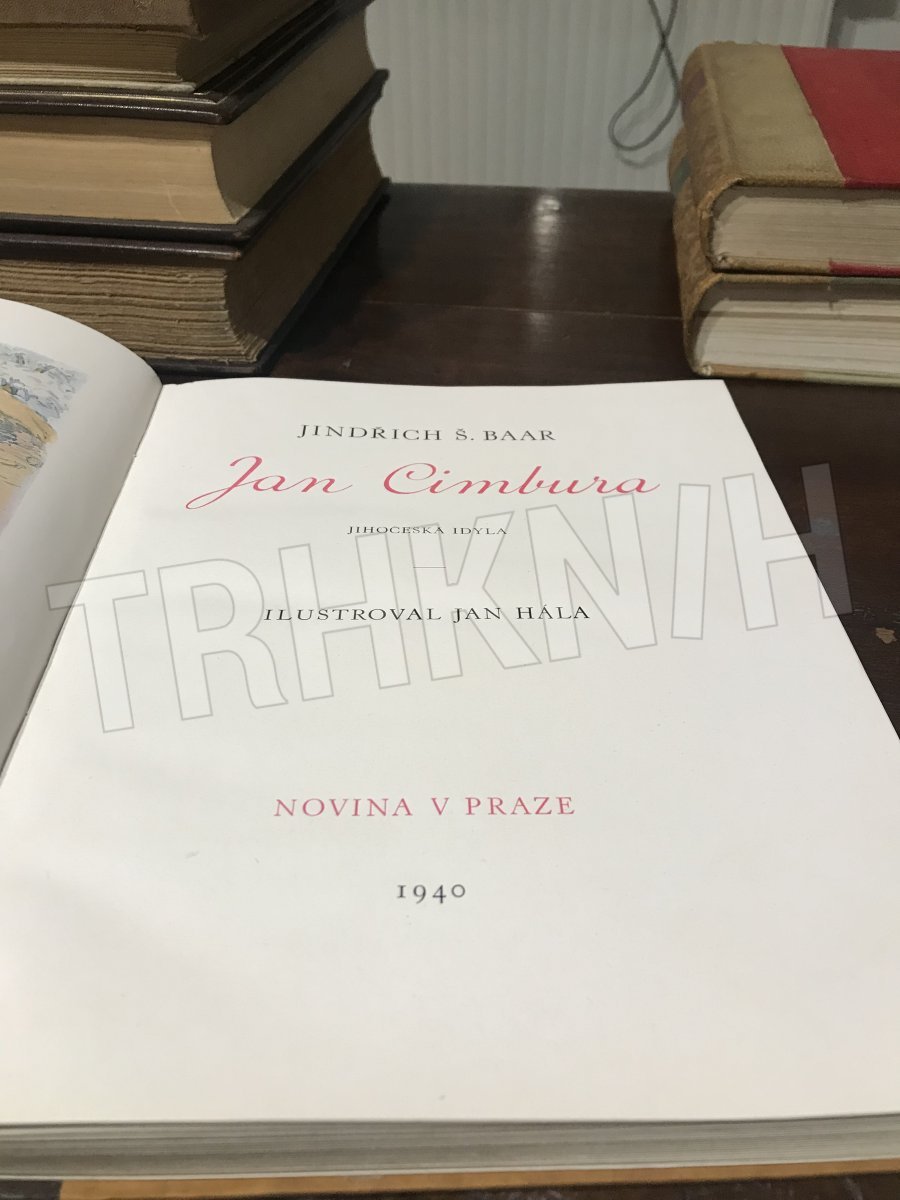 JINDŘICH Š. BAAR
Jan Cimbura
JIHOČESKÁ IDYLA
ILUSTROVAL JAN HÁLA
NOVINA V PRAZE
1940
TRHKNIH